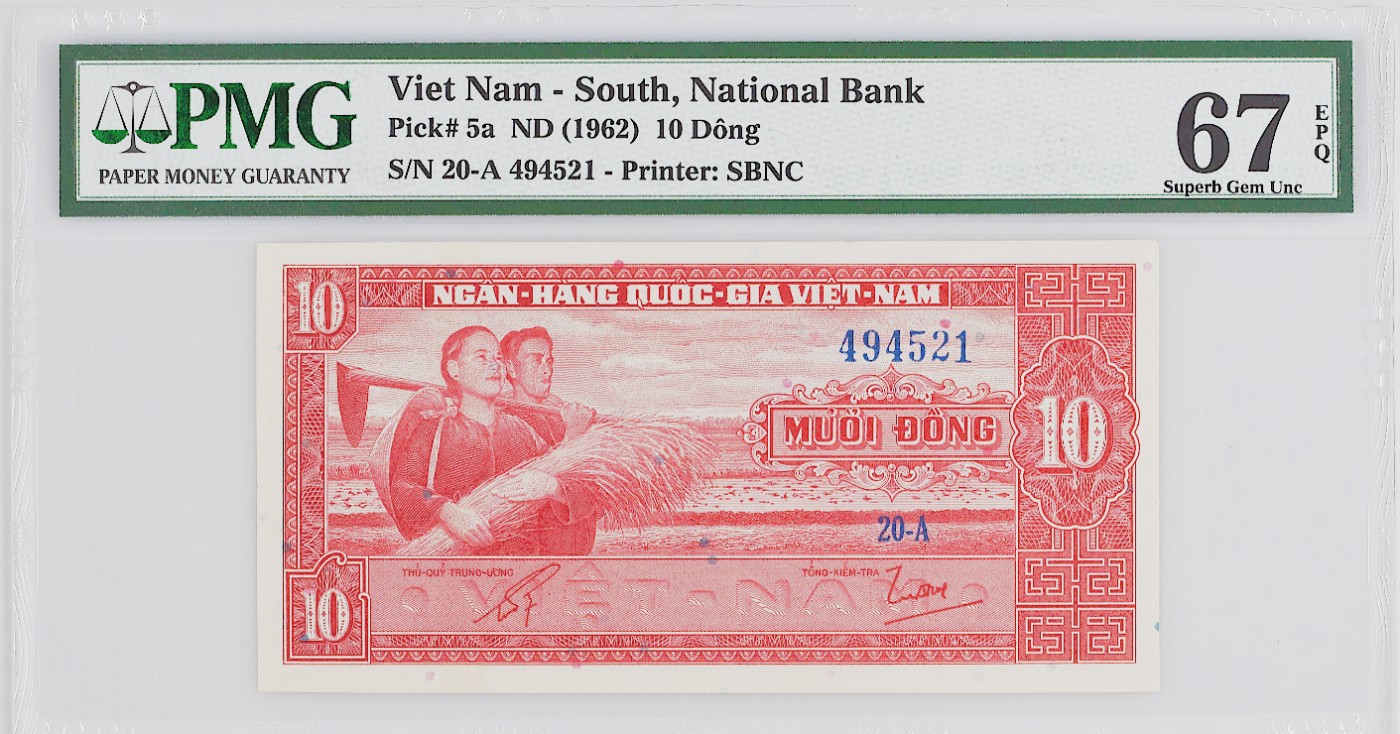 PMG
PAPER MONEY GUARANTY
Viet Nam - South, National Bank
Pick# 5a ND (1962) 10 Dông
S/N 20-A 494521 - Printer: SBNC
67
EPQ
Superb Gem Unc
10
NGÂN-HÀNG QUỐC-GIA VIỆT-NAM
494521
MƯỜI ĐỒNG
10
20-A
THỦ-QUỸ TRUNG-ƯƠNG
TỔNG-KIỂM-TRA
VIỆT-NAM
10